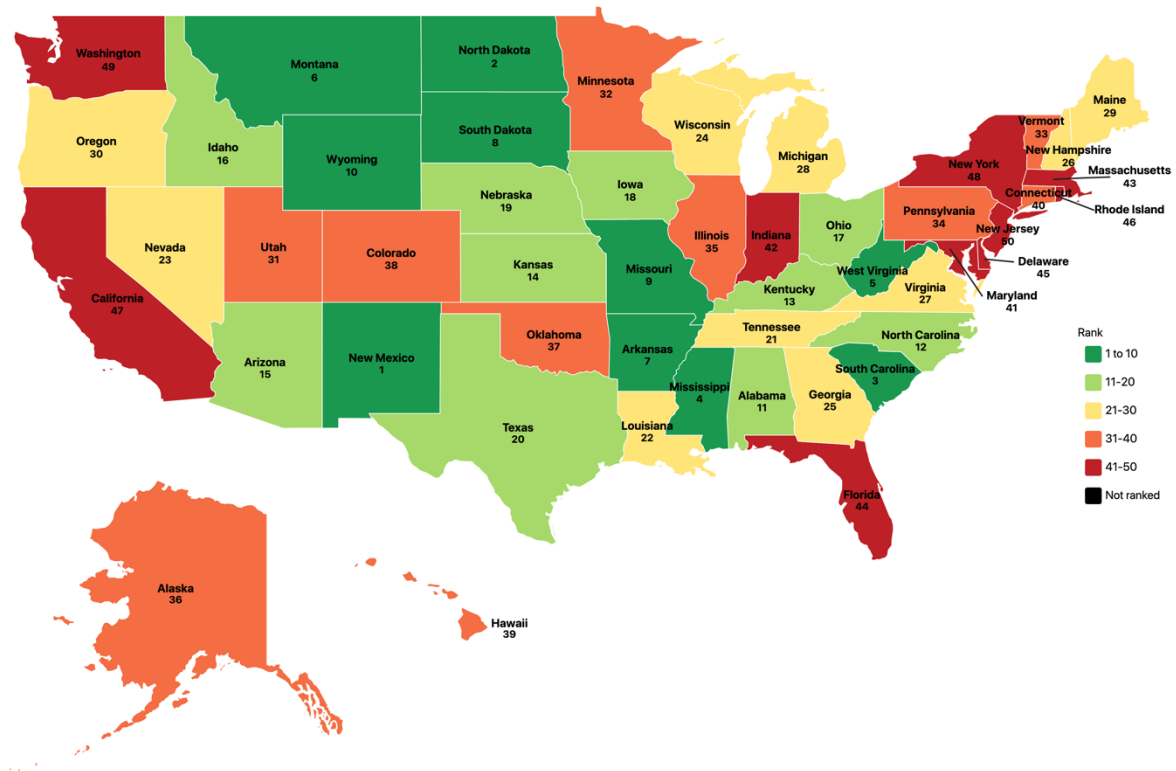 Washington
49
Montana
6
North Dakota
2
Minnesota
32
Maine
29
Vermont
33
Oregon
30
Idaho
16
South Dakota
8
Wisconsin
24
New Hampshire
26
Wyoming
10
Michigan
28
New York
48
Massachusetts
43
Nebraska
19
Iowa
18
Connecticut
40
Rhode Island
46
Pennsylvania
34
Ohio
17
Illinois
35
Indiana
42
New Jersey
50
Nevada
23
Utah
31
Colorado
38
Kansas
14
Missouri
9
West Virginia
5
Delaware
45
Virginia
27
Maryland
41
Kentucky
13
California
47
Tennessee
21
North Carolina
12
Oklahoma
37
Arkansas
7
Arizona
15
New Mexico
1
South Carolina
3
Mississippi
4
Alabama
11
Georgia
25
Texas
20
Louisiana
22
Florida
44
Rank
1 to 10
11-20
21-30
31-40
41-50
Not ranked
Alaska
36
Hawaii
39